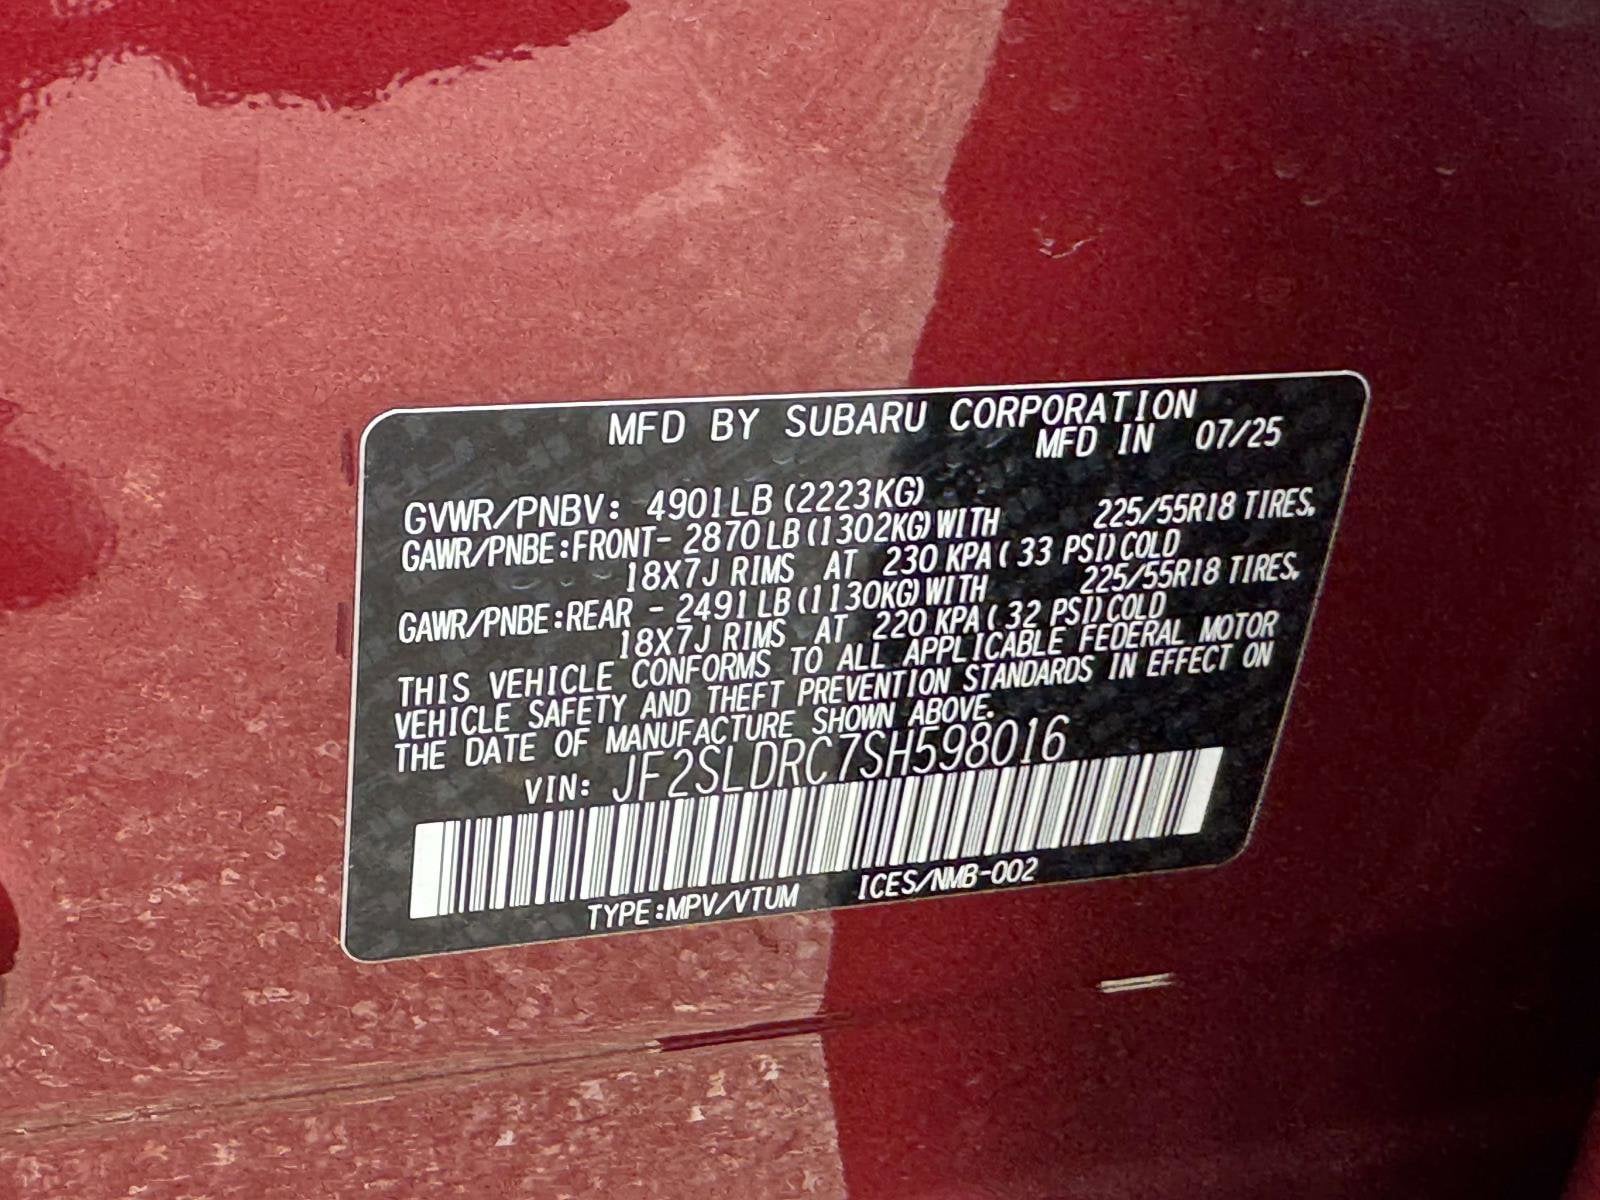 MFD BY SUBARU CORPORATION
MFD IN 07/25
GVWR/PNBV: 4901LB (2223KG)
GAWR/PNBE:FRONT- 2870LB(1302KG)WITH 225/55R18 TIRES,
18X7J RIMS AT 230 KPA( 33 PSI)COLD
GAWR/PNBE:REAR - 2491LB(1130KG)WITH 225/55R18 TIRES,
18X7J RIMS AT 220 KPA( 32 PSI)COLD
THIS VEHICLE CONFORMS TO ALL APPLICABLE FEDERAL MOTOR
VEHICLE SAFETY AND THEFT PREVENTION STANDARDS IN EFFECT ON
THE DATE OF MANUFACTURE SHOWN ABOVE.
VIN: JF2SLDRC7SH598016
TYPE:MPV/VTUM ICES/NMB-002